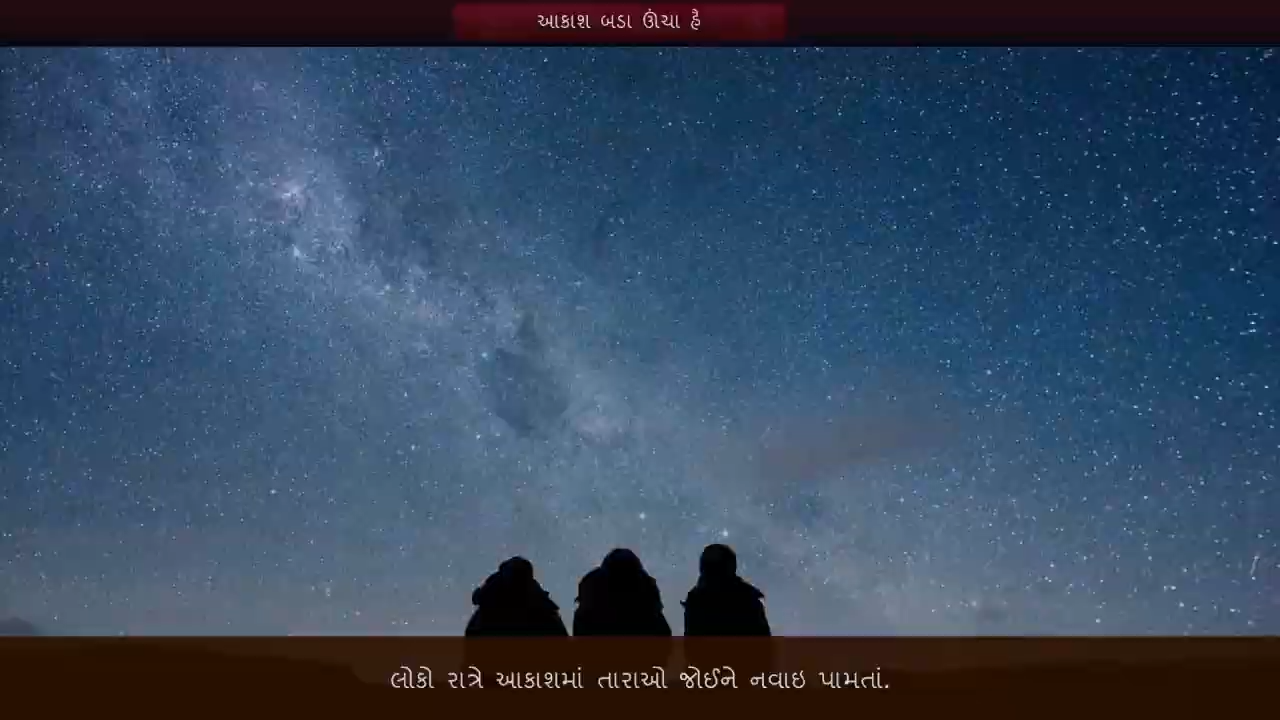 આકાશ બડા ઊંચા હૈ
લોકો રાત્રે આકાશમાં તારાઓ જોઈને નવાઇ પામતાં.